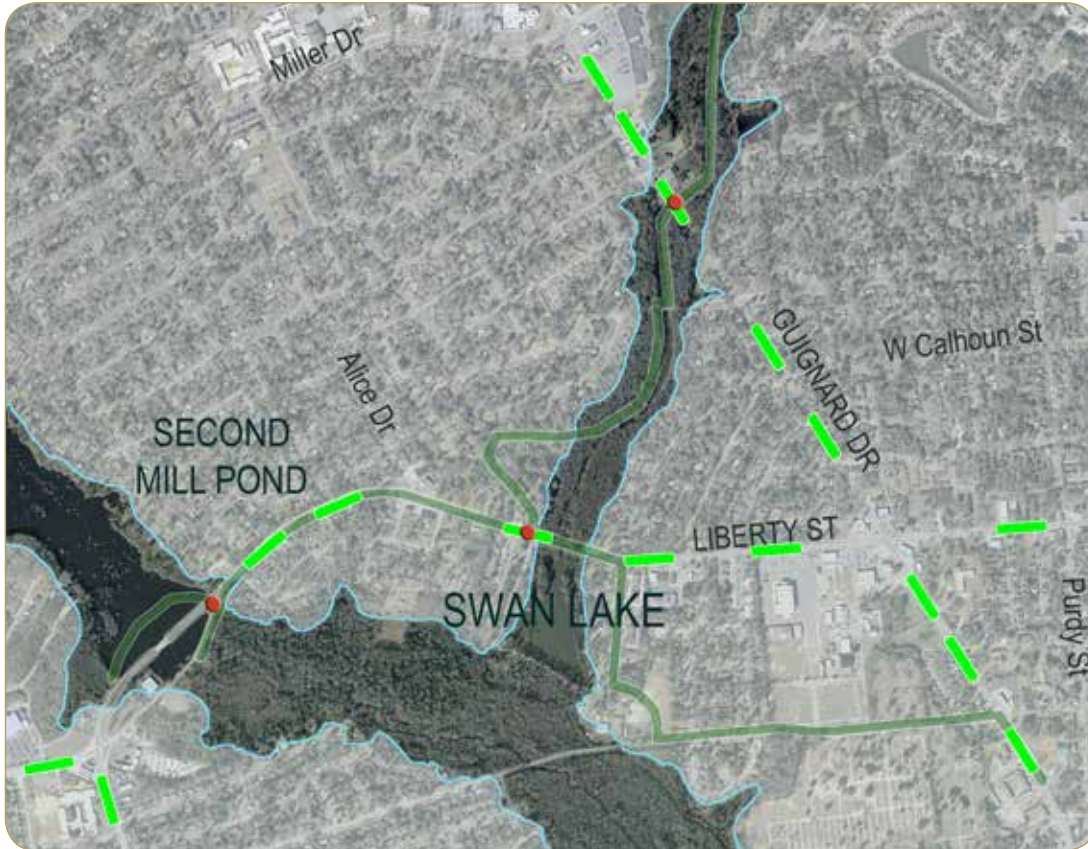 Miller Dr
GUIGNARD DR
W Calhoun St
Alice Dr
SECOND
MILL POND
LIBERTY ST
SWAN LAKE
Purdy St